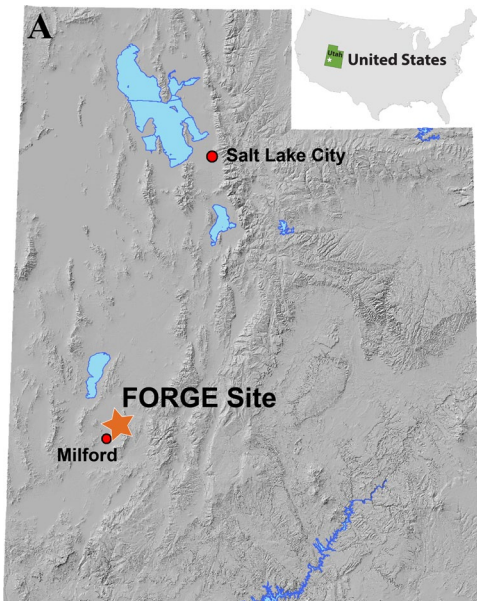 A
Utah
United States
Salt Lake City
FORGE Site
Milford